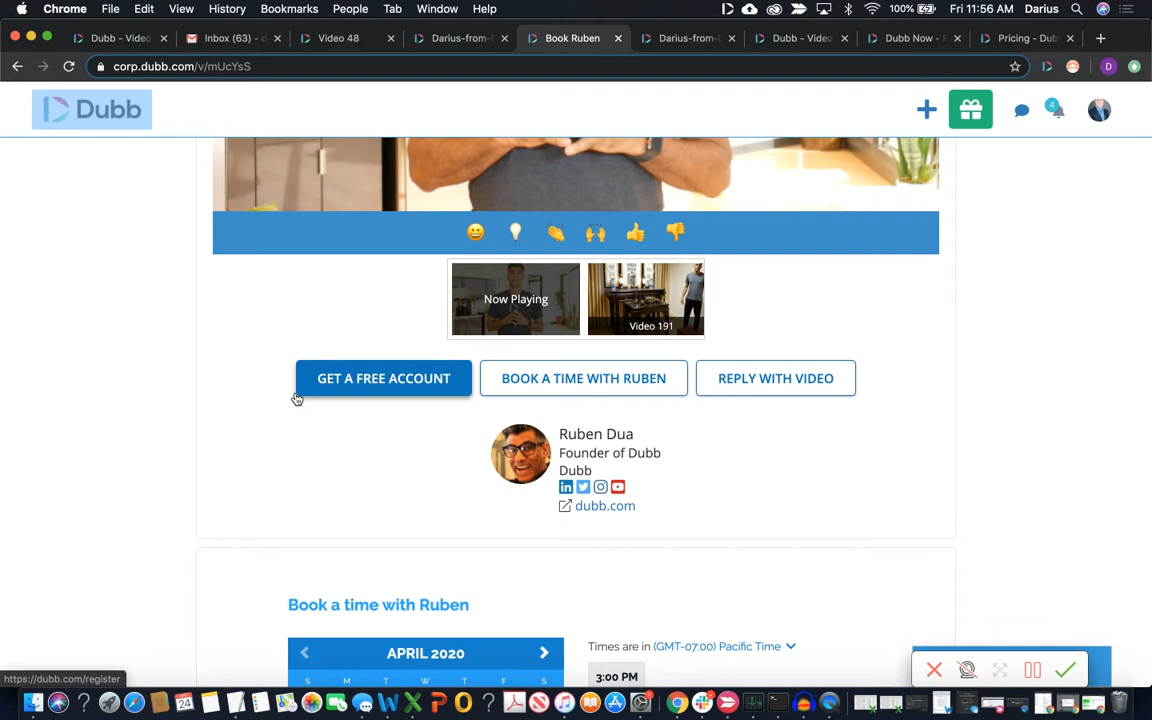 Chrome File Edit View History Bookmarks People Tab Window Help 100% Fri 11:56 AM Darius
Dubb - Video Inbox (63) - d Video 48 Darius-from- Book Ruben Darius-from- Dubb - Video Dubb Now - Pricing - Dub
corp.dubb.com/v/mUcYsS D
Dubb 4
Now Playing Video 191
GET A FREE ACCOUNT BOOK A TIME WITH RUBEN REPLY WITH VIDEO
Ruben Dua
Founder of Dubb
Dubb
dubb.com
Book a time with Ruben
APRIL 2020 Times are in (GMT-07:00) Pacific Time
S M T W T F S 3:00 PM
https://dubb.com/register